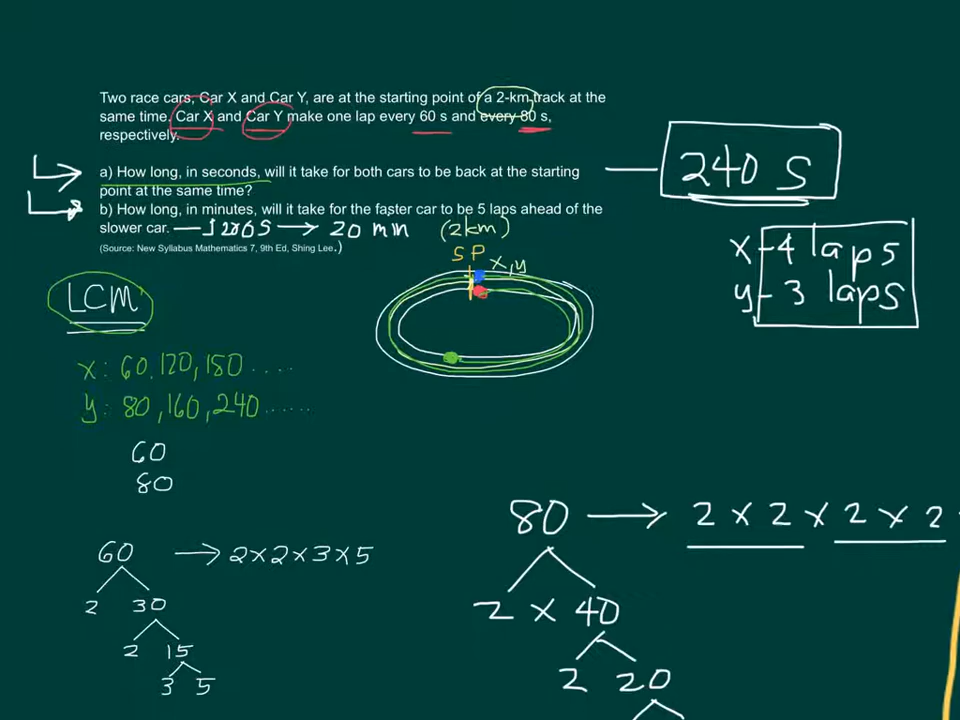 Two race cars, Car X and Car Y, are at the starting point of a 2-km track at the
same time. Car X and Car Y make one lap every 60 s and every 80 s,
respectively.
a) How long, in seconds, will it take for both cars to be back at the starting
point at the same time?
240 S
b) How long, in minutes, will it take for the faster car to be 5 laps ahead of the
slower car. 1200 S → 20 min
(Source: New Syllabus Mathematics 7, 9th Ed, Shing Lee.)
(2km)
S P
X, y
x - 4 laps
y - 3 laps
LCM
x: 60, 120, 180 ....
y: 80, 160, 240 ......
60
80
60 → 2 x 2 x 3 x 5
2 30
2 15
3 5
80 → 2 x 2 x 2 x 2
2 x 40
2 20